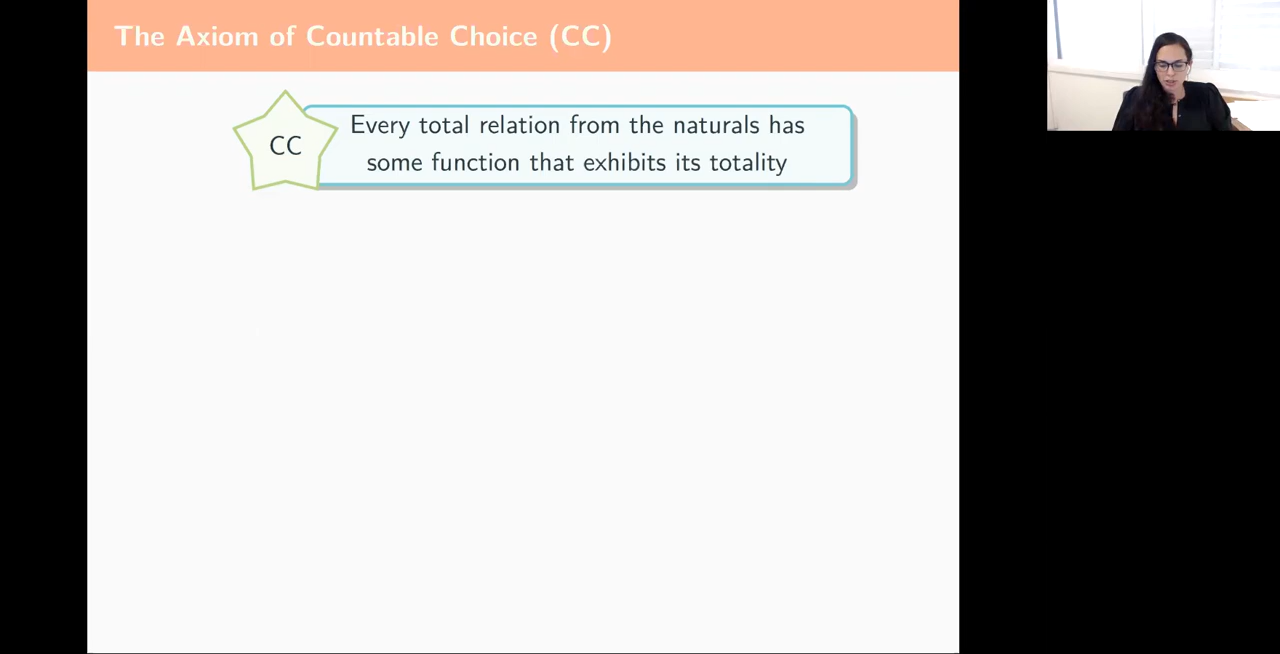 The Axiom of Countable Choice (CC)
CC
Every total relation from the naturals has
some function that exhibits its totality